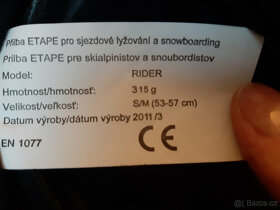 Přilba ETAPE pro sjezdové lyžování a snowboarding
Prilba ETAPE pre skialpinistov a snoubordistov
Model: RIDER
Hmotnost/hmotnosť: 315 g
Velikost/veľkosť: S/M (53-57 cm)
Datum výroby/dátum výroby 2011 /3
EN 1077
CE
Bazos.cz